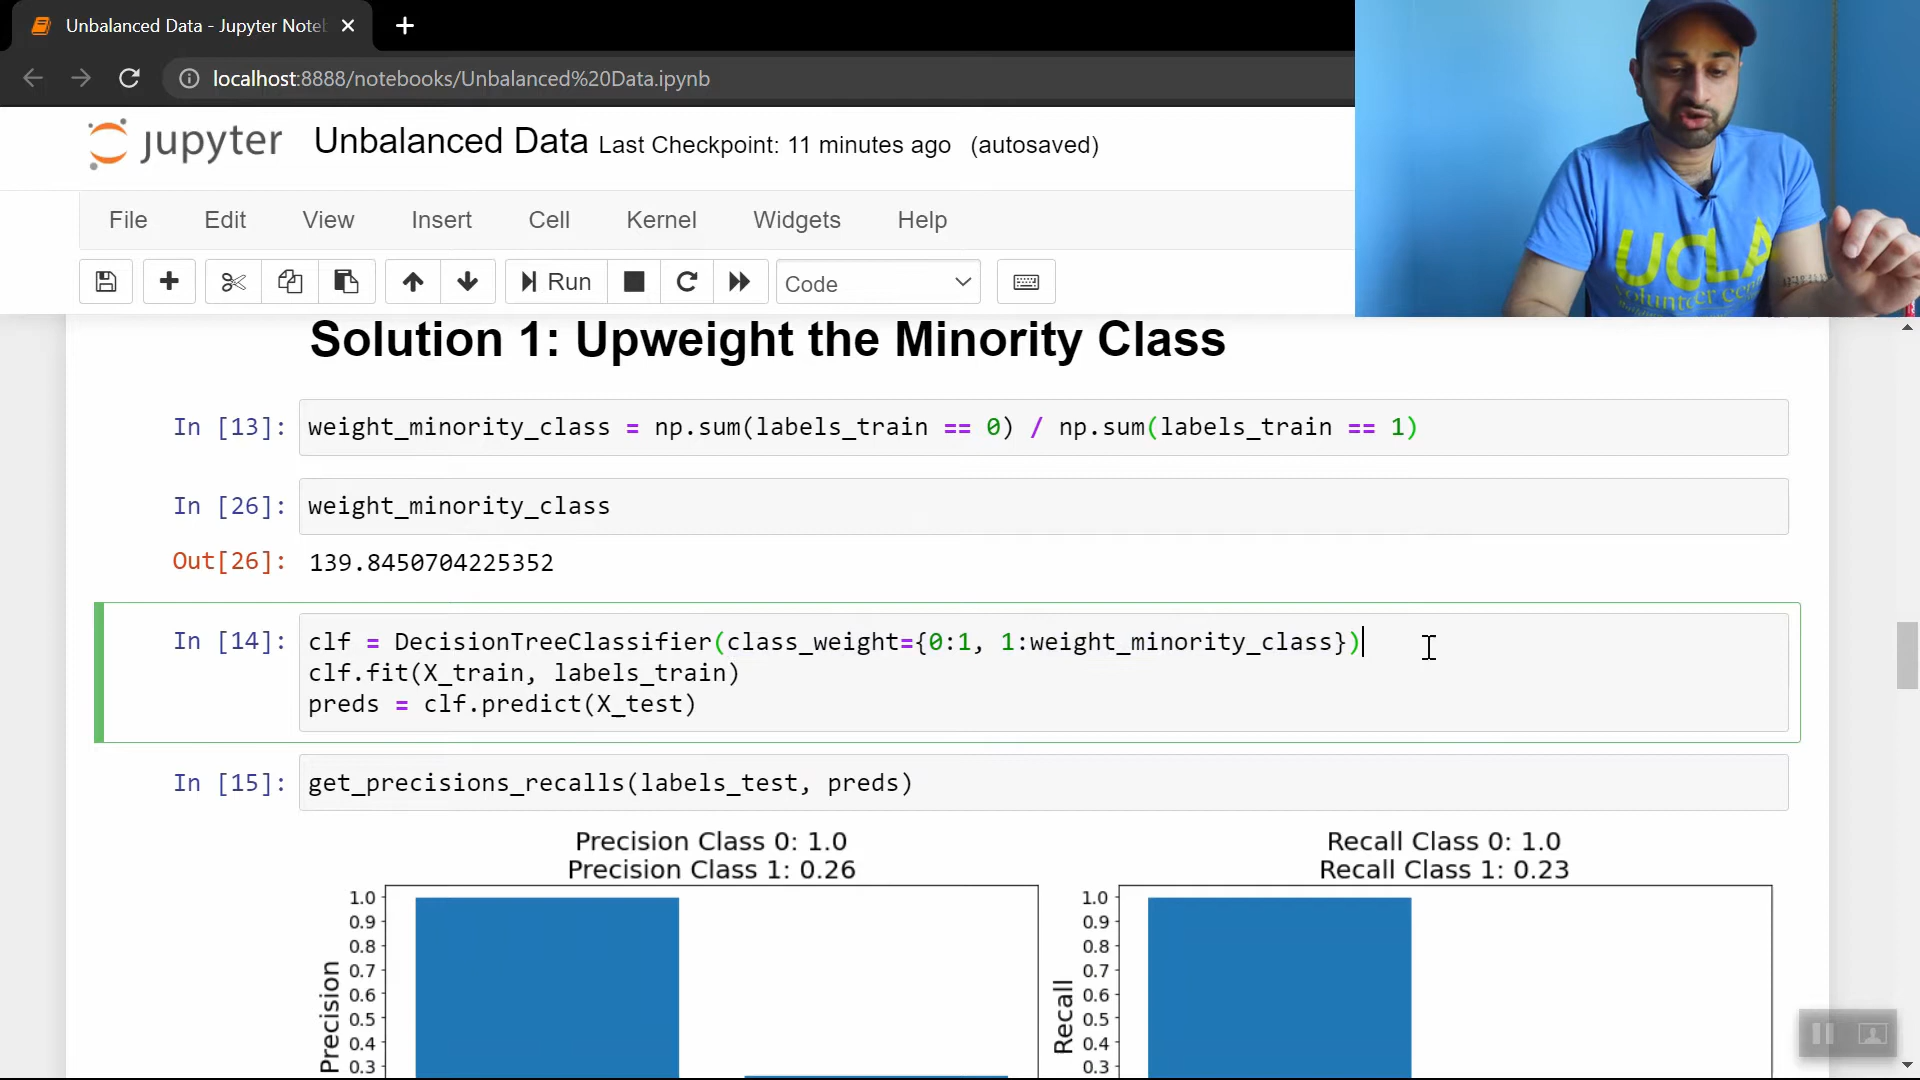 Unbalanced Data - Jupyter Note
localhost:8888/notebooks/Unbalanced%20Data.ipynb
jupyter Unbalanced Data Last Checkpoint: 11 minutes ago (autosaved)
File Edit View Insert Cell Kernel Widgets Help
Run Code
UCLA
volunteer
Solution 1: Upweight the Minority Class
In [13]: weight_minority_class = np.sum(labels_train == 0) / np.sum(labels_train == 1)
In [26]: weight_minority_class
Out[26]: 139.8450704225352
In [14]: clf = DecisionTreeClassifier(class_weight={0:1, 1:weight_minority_class})
clf.fit(X_train, labels_train)
preds = clf.predict(X_test)
In [15]: get_precisions_recalls(labels_test, preds)
Precision Class 0: 1.0
Precision Class 1: 0.26
1.0
0.9
0.8
0.7
0.6
0.5
0.4
0.3
Precision
Recall Class 0: 1.0
Recall Class 1: 0.23
1.0
0.9
0.8
0.7
0.6
0.5
0.4
0.3
Recall